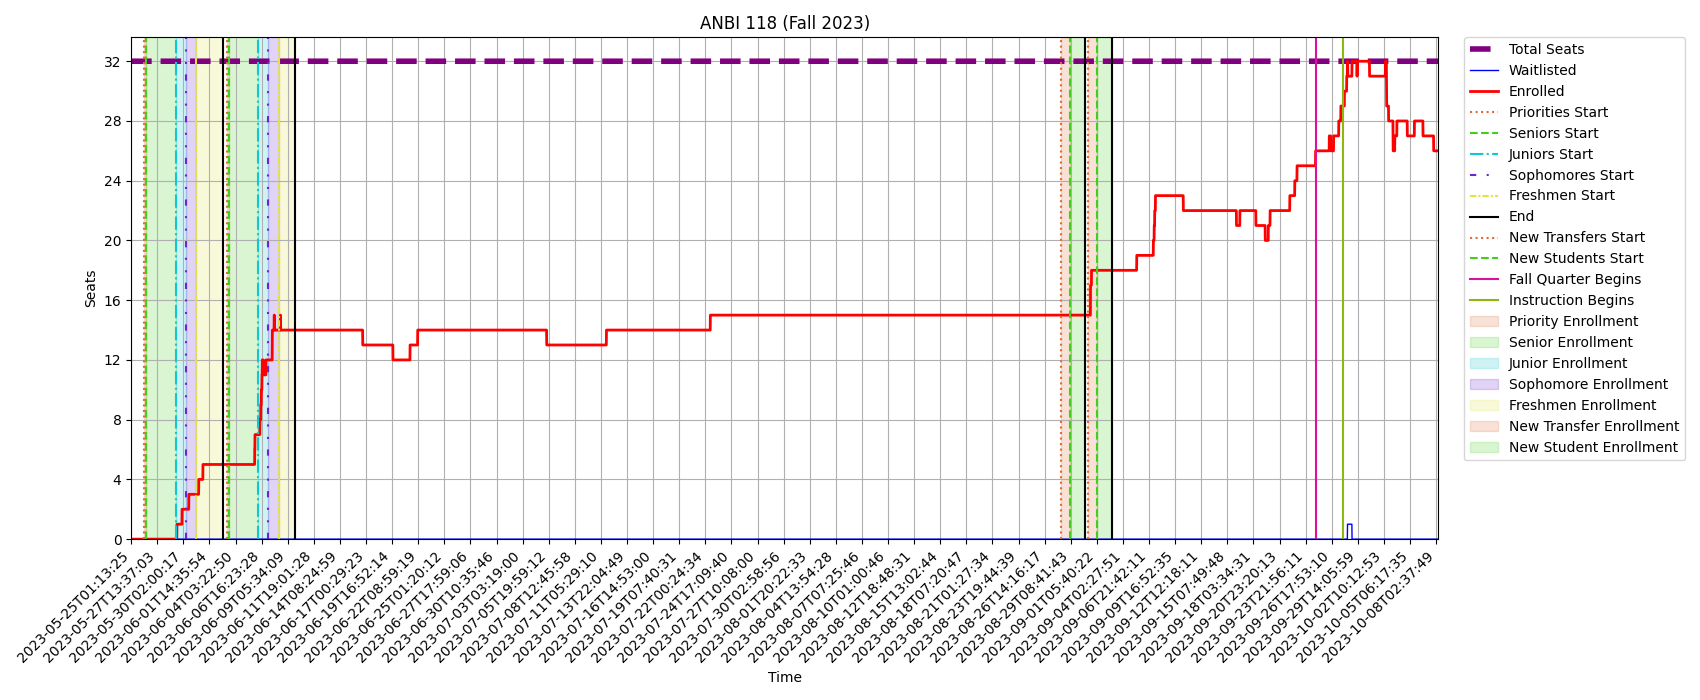 ANBI 118 (Fall 2023)
Seats
32
28
24
20
16
12
8
4
0
2023-05-25T01:13:25
2023-05-27T13:37:03
2023-05-30T02:00:17
2023-06-01T14:35:54
2023-06-04T03:22:50
2023-06-06T16:23:28
2023-06-09T05:34:09
2023-06-11T19:01:28
2023-06-14T08:24:59
2023-06-17T00:29:23
2023-06-19T16:52:14
2023-06-22T08:59:19
2023-06-25T01:20:12
2023-06-27T17:59:06
2023-06-30T10:35:46
2023-07-03T03:19:00
2023-07-05T19:59:12
2023-07-08T12:45:58
2023-07-11T05:29:10
2023-07-13T22:04:49
2023-07-16T14:53:00
2023-07-19T07:40:31
2023-07-22T00:24:34
2023-07-24T17:09:40
2023-07-27T10:08:00
2023-07-30T02:58:56
2023-08-01T20:22:33
2023-08-04T13:54:28
2023-08-07T07:25:46
2023-08-10T01:00:46
2023-08-12T18:48:31
2023-08-15T13:02:44
2023-08-18T07:20:47
2023-08-21T01:27:34
2023-08-23T19:44:39
2023-08-26T14:16:17
2023-08-29T08:41:43
2023-09-01T05:40:22
2023-09-04T02:27:51
2023-09-06T21:42:11
2023-09-09T16:52:35
2023-09-12T12:18:11
2023-09-15T07:49:48
2023-09-18T03:34:31
2023-09-20T23:20:13
2023-09-23T21:56:11
2023-09-26T17:53:10
2023-09-29T14:05:59
2023-10-02T10:12:53
2023-10-05T06:17:35
2023-10-08T02:37:49
Time
Total Seats
Waitlisted
Enrolled
Priorities Start
Seniors Start
Juniors Start
Sophomores Start
Freshmen Start
End
New Transfers Start
New Students Start
Fall Quarter Begins
Instruction Begins
Priority Enrollment
Senior Enrollment
Junior Enrollment
Sophomore Enrollment
Freshmen Enrollment
New Transfer Enrollment
New Student Enrollment